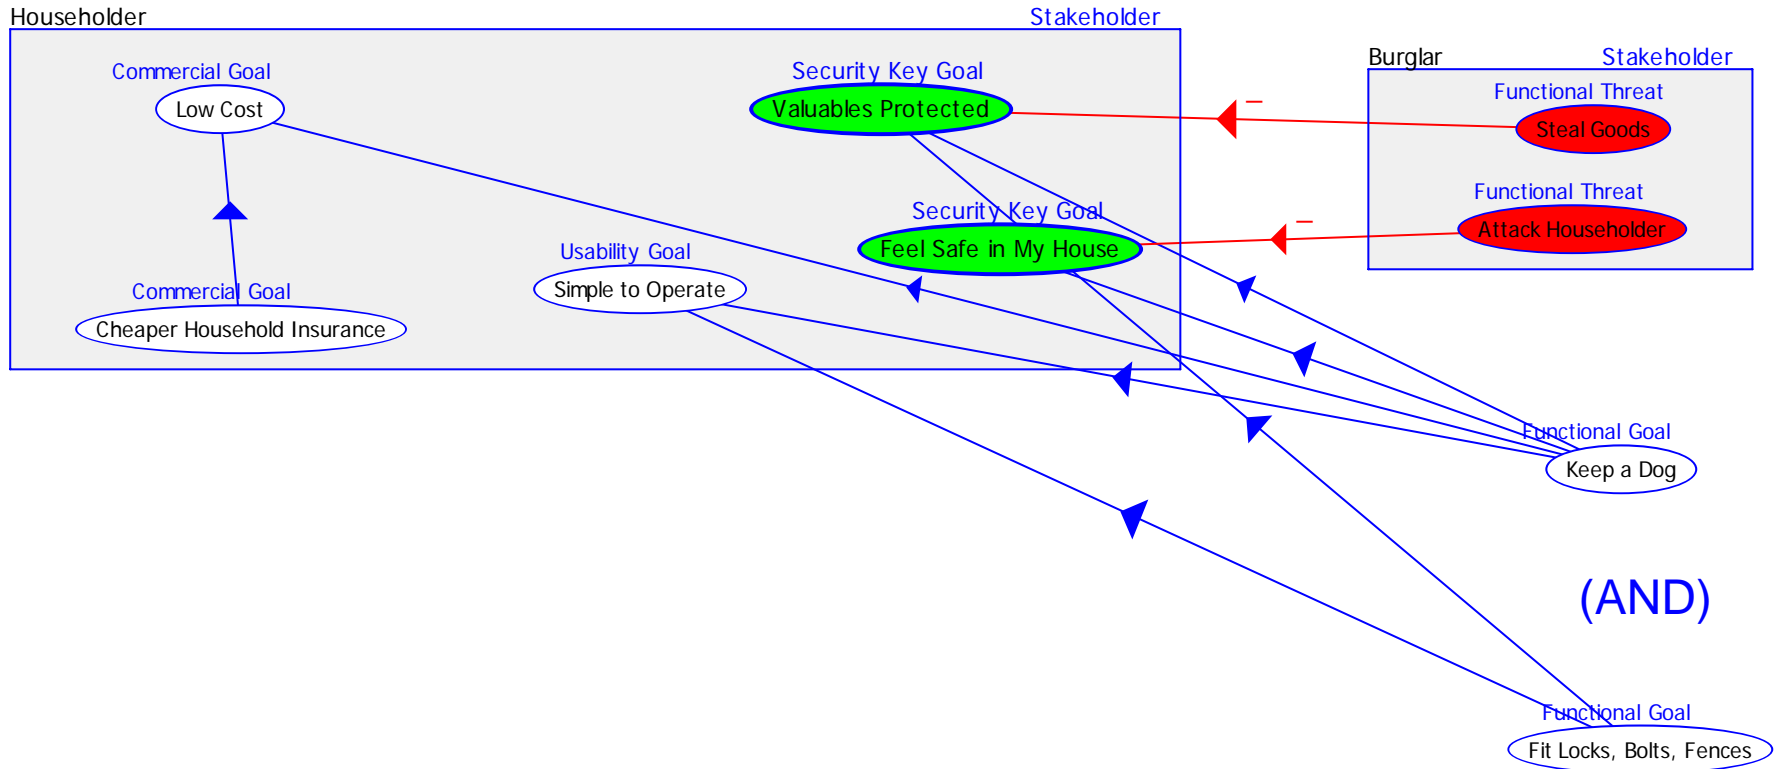 Householder
Stakeholder
Commercial Goal
Low Cost
Security Key Goal
Valuables Protected
Security Key Goal
Feel Safe in My House
Usability Goal
Simple to Operate
Commercial Goal
Cheaper Household Insurance
Burglar
Stakeholder
Functional Threat
Steal Goods
Functional Threat
Attack Householder
–
–
Functional Goal
Keep a Dog
(AND)
Functional Goal
Fit Locks, Bolts, Fences